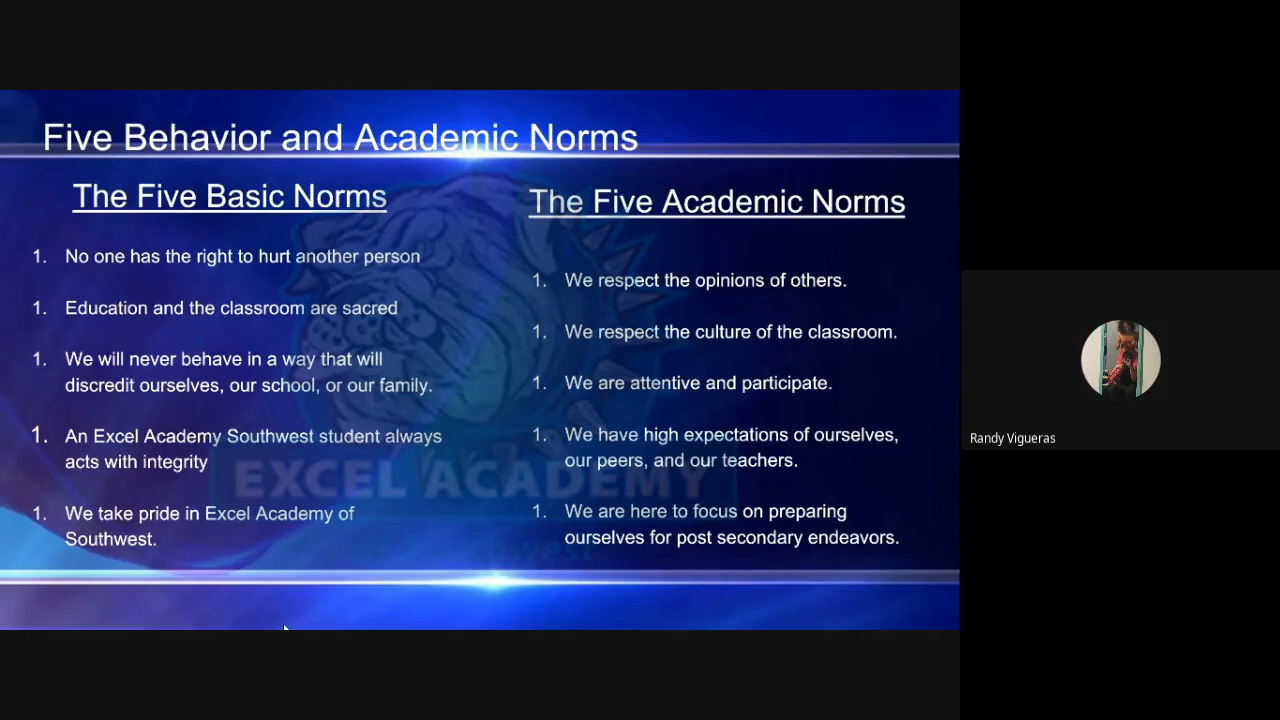 Five Behavior and Academic Norms
The Five Basic Norms
1. No one has the right to hurt another person
1. Education and the classroom are sacred
1. We will never behave in a way that will
discredit ourselves, our school, or our family.
1. An Excel Academy Southwest student always
acts with integrity
1. We take pride in Excel Academy of
Southwest.
The Five Academic Norms
1. We respect the opinions of others.
1. We respect the culture of the classroom.
1. We are attentive and participate.
1. We have high expectations of ourselves,
our peers, and our teachers.
1. We are here to focus on preparing
ourselves for post secondary endeavors.
EXCEL ACADEMY
Randy Vigueras